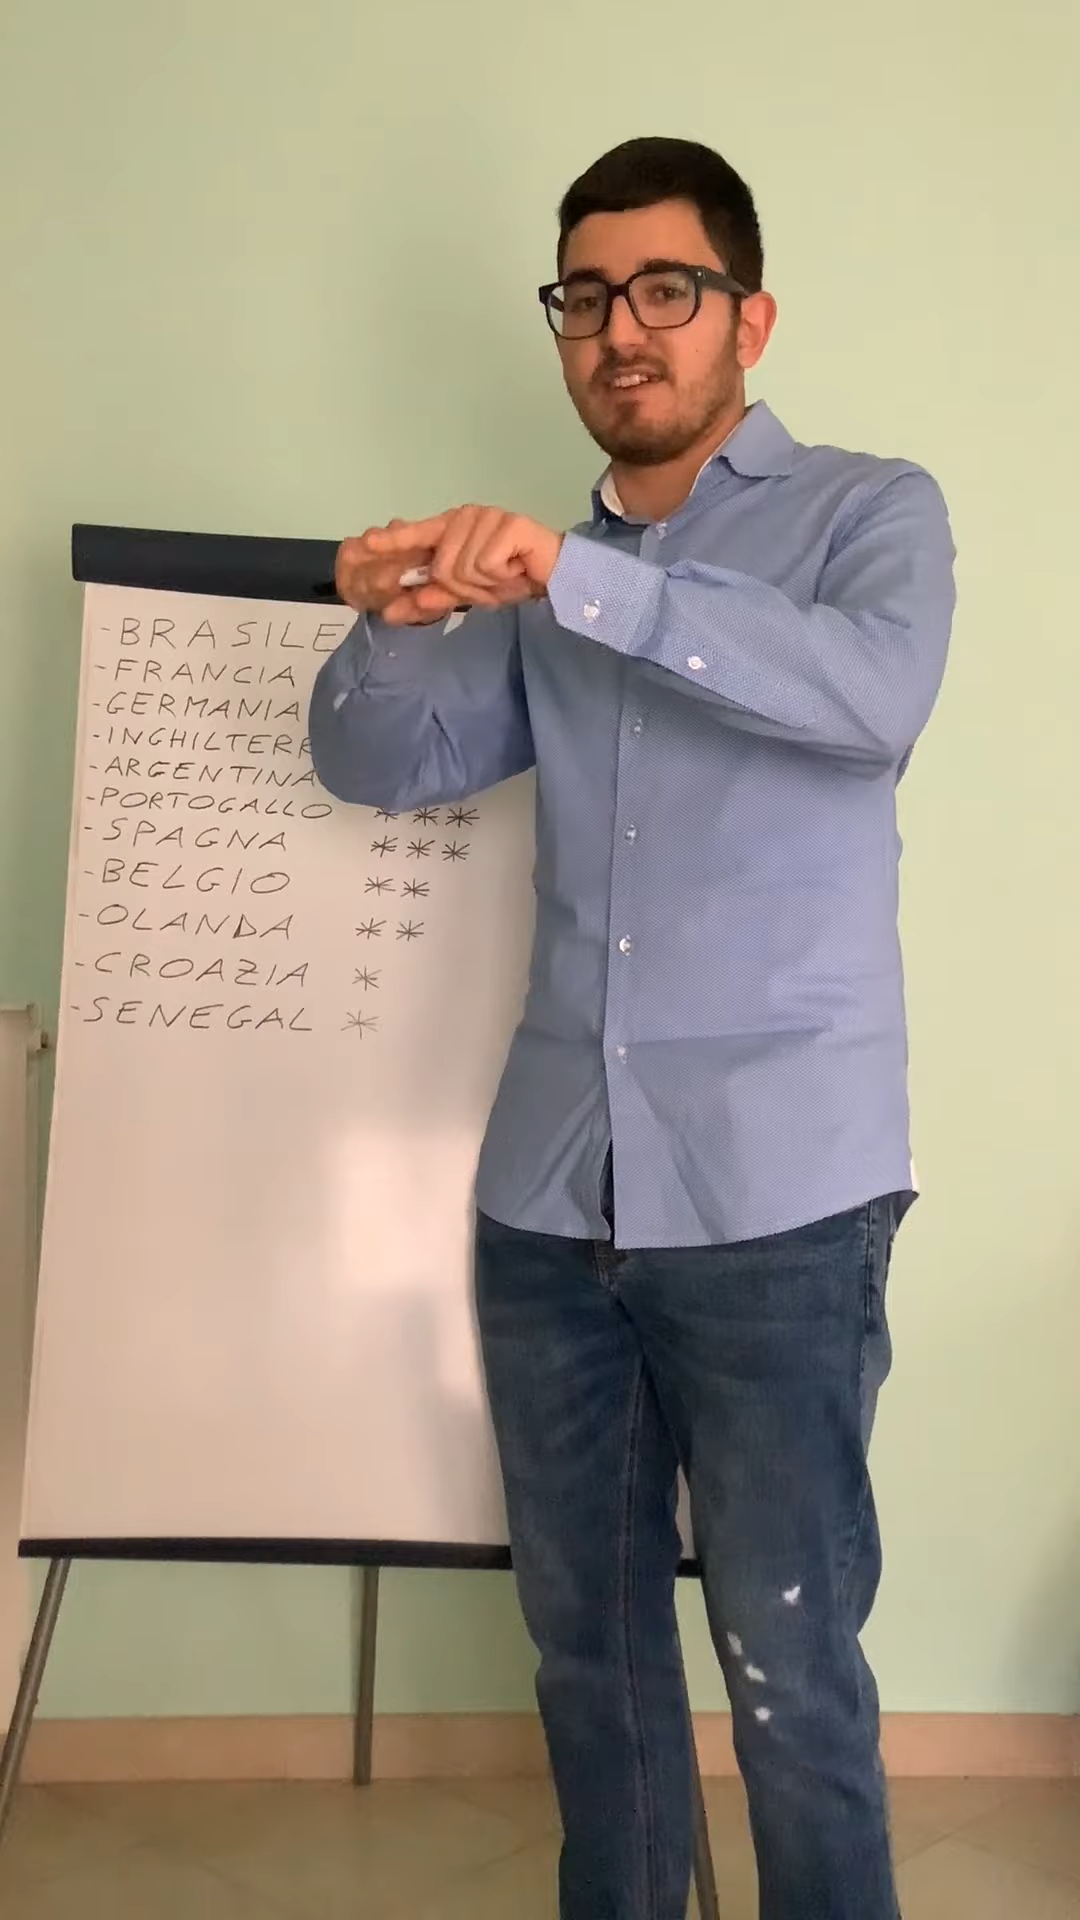 -BRASILE
-FRANCIA
-GERMANIA
-INGHILTERR
-ARGENTINA
-PORTOGALLO ***
-SPAGNA ***
-BELGIO **
-OLANDA **
-CROAZIA *
-SENEGAL *